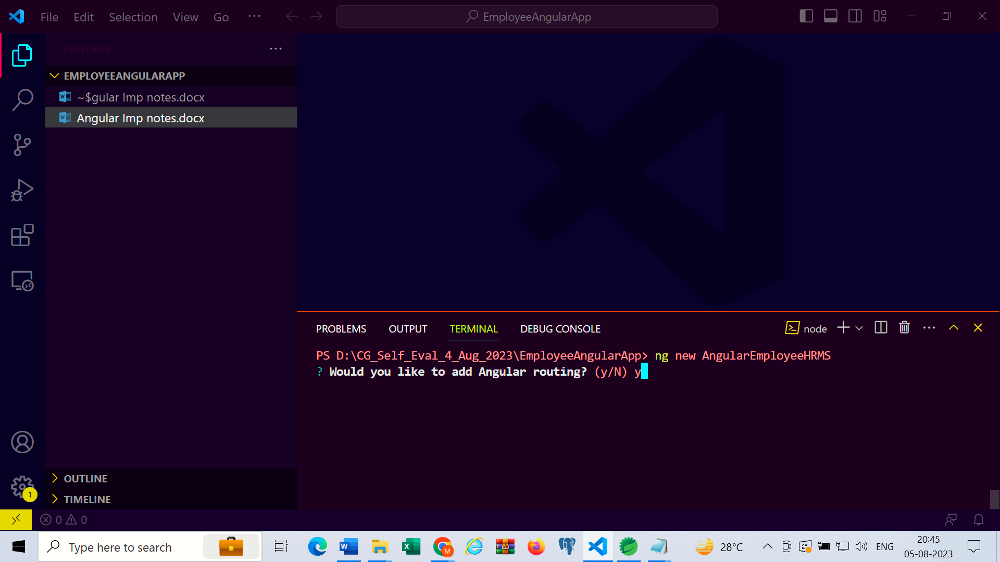 File Edit Selection View Go ...
EmployeeAngularApp
EXPLORER
EMPLOYEEANGULARAPP
~$gular Imp notes.docx
Angular Imp notes.docx
PROBLEMS OUTPUT TERMINAL DEBUG CONSOLE
node
PS D:\CG_Self_Eval_4_Aug_2023\EmployeeAngularApp> ng new AngularEmployeeHRMS
? Would you like to add Angular routing? (y/N) y
OUTLINE
1
TIMELINE
0 0
Type here to search
M
28°C
ENG
20:45
05-08-2023